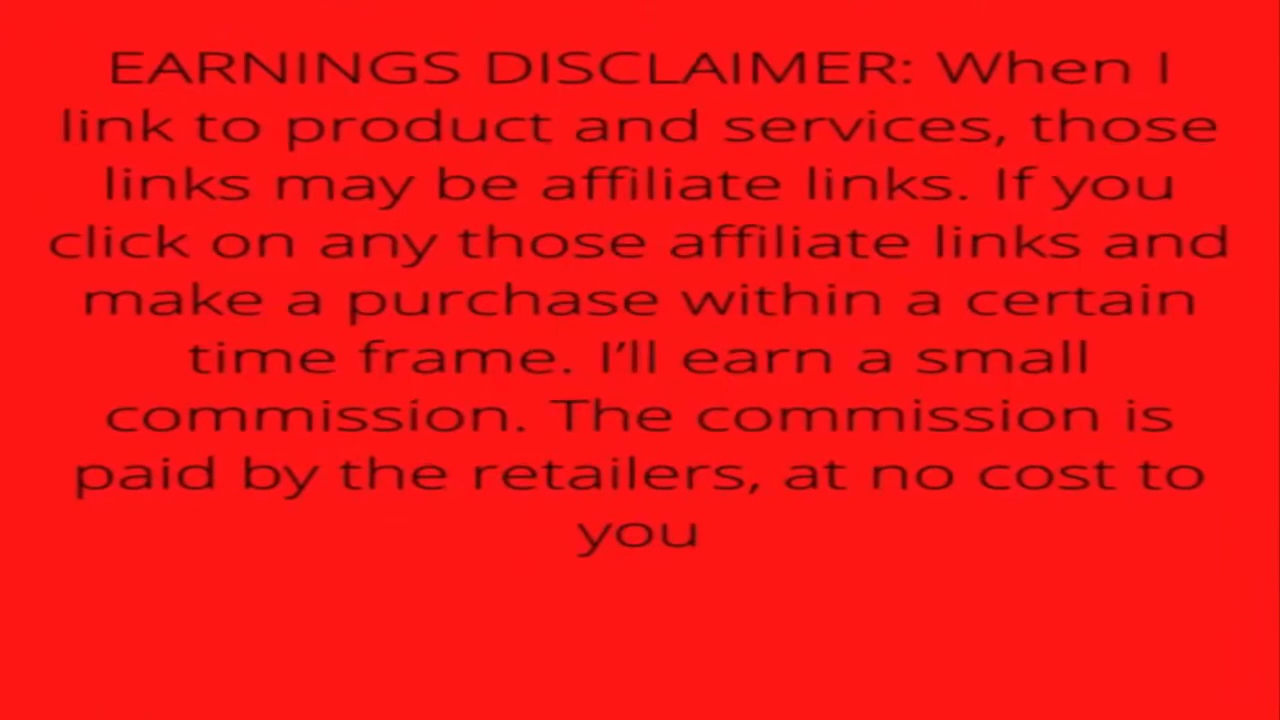 EARNINGS DISCLAIMER: When I
link to product and services, those
links may be affiliate links. If you
click on any those affiliate links and
make a purchase within a certain
time frame. I’ll earn a small
commission. The commission is
paid by the retailers, at no cost to
you